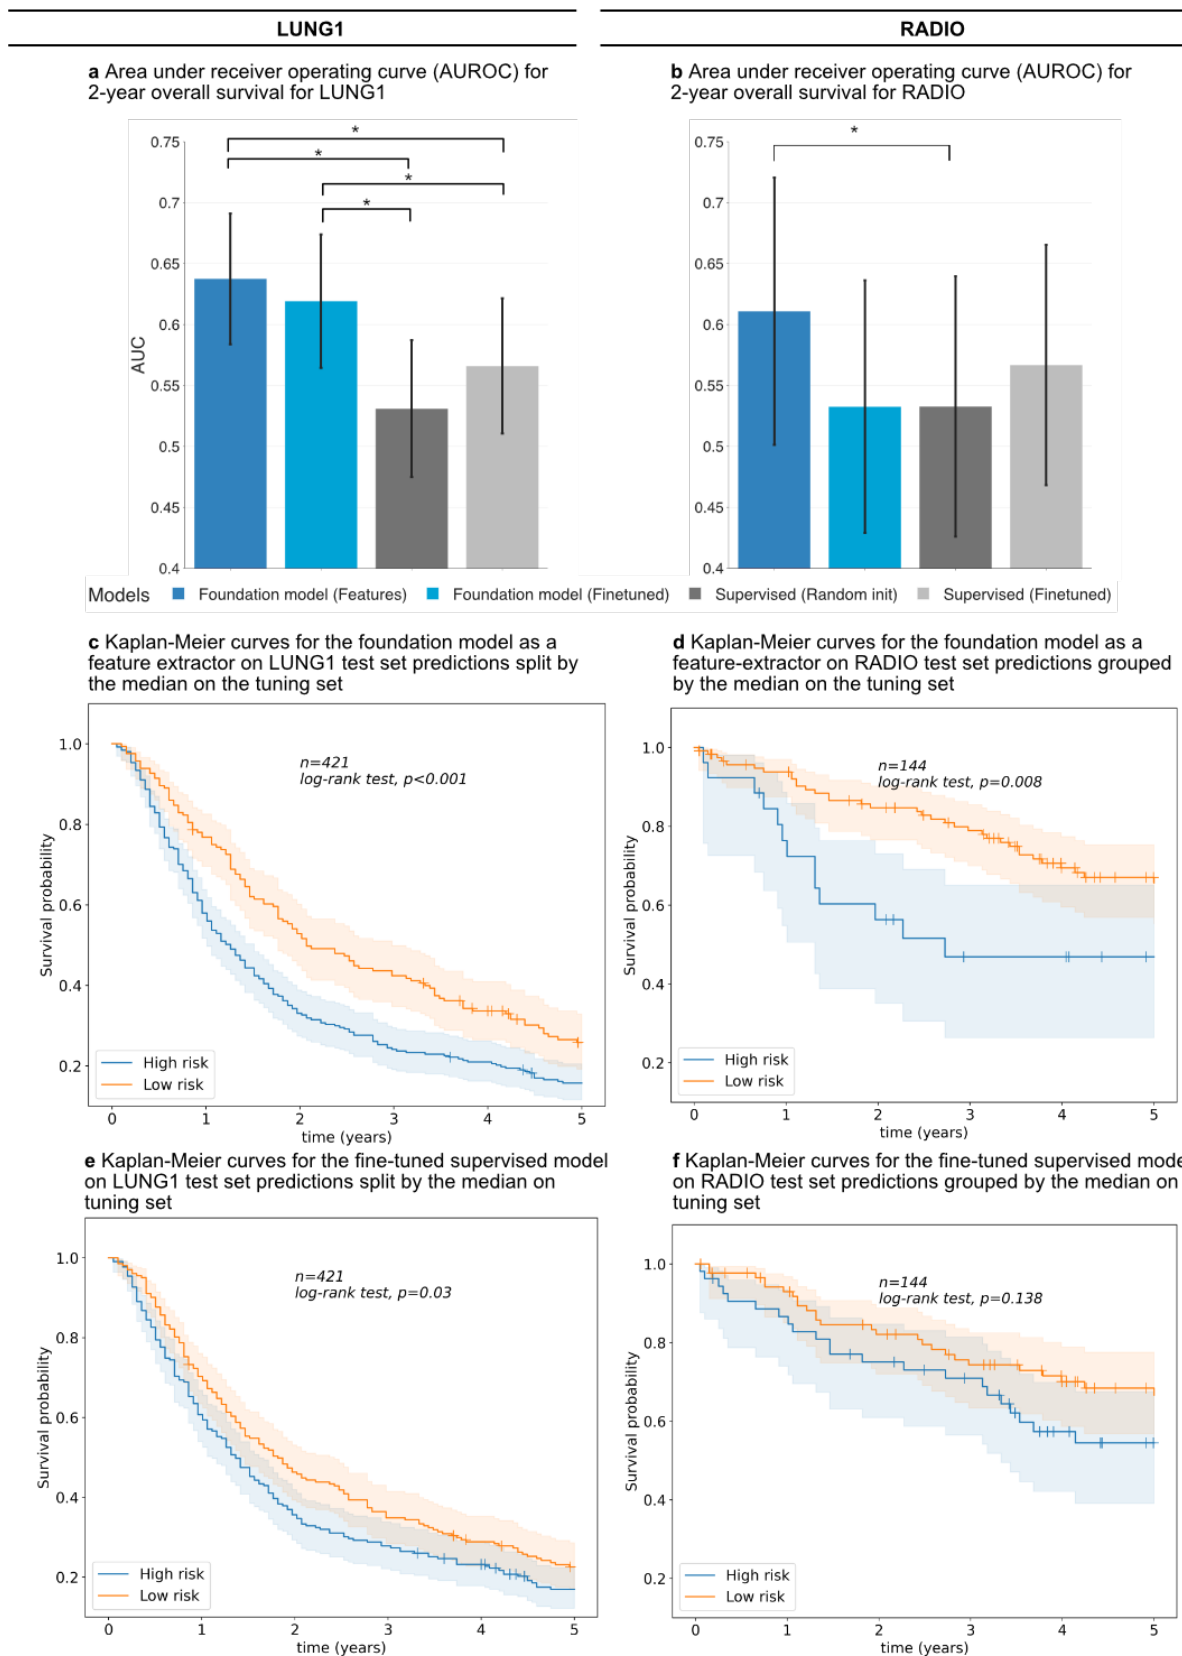 LUNG1
RADIO
a Area under receiver operating curve (AUROC) for
2-year overall survival for LUNG1
b Area under receiver operating curve (AUROC) for
2-year overall survival for RADIO
0.75
0.7
0.65
0.6
0.55
0.5
0.45
0.4
AUC
*
*
*
*
0.75
0.7
0.65
0.6
0.55
0.5
0.45
0.4
*
Models Foundation model (Features) Foundation model (Finetuned) Supervised (Random init) Supervised (Finetuned)
c Kaplan-Meier curves for the foundation model as a
feature extractor on LUNG1 test set predictions split by
the median on the tuning set
d Kaplan-Meier curves for the foundation model as a
feature-extractor on RADIO test set predictions grouped
by the median on the tuning set
n=421
log-rank test, p<0.001
1.0
0.8
0.6
0.4
0.2
Survival probability
High risk
Low risk
0 1 2 3 4 5
time (years)
n=144
log-rank test, p=0.008
1.0
0.8
0.6
0.4
0.2
Survival probability
High risk
Low risk
0 1 2 3 4 5
time (years)
e Kaplan-Meier curves for the fine-tuned supervised model
on LUNG1 test set predictions split by the median on
tuning set
f Kaplan-Meier curves for the fine-tuned supervised mode
on RADIO test set predictions grouped by the median on
tuning set
n=421
log-rank test, p=0.03
1.0
0.8
0.6
0.4
0.2
Survival probability
High risk
Low risk
0 1 2 3 4 5
time (years)
n=144
log-rank test, p=0.138
1.0
0.8
0.6
0.4
0.2
Survival probability
High risk
Low risk
0 1 2 3 4 5
time (years)